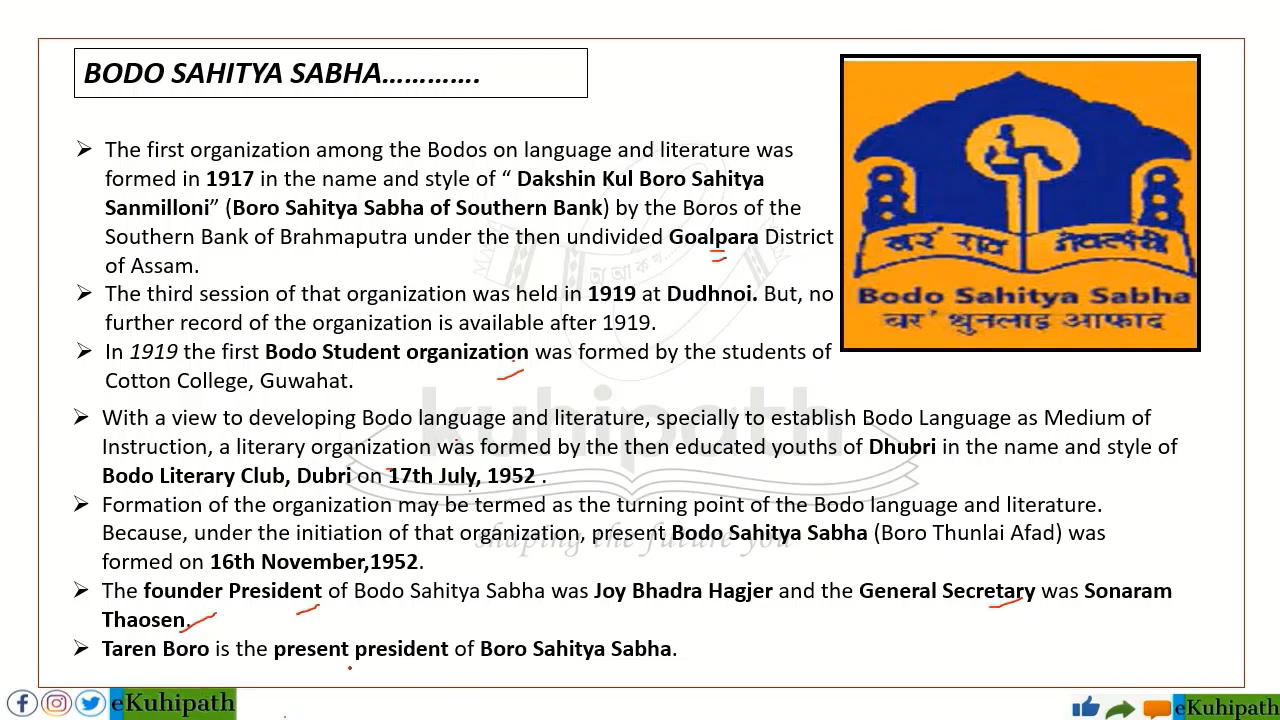 BODO SAHITYA SABHA………….
➢ The first organization among the Bodos on language and literature was
formed in 1917 in the name and style of “ Dakshin Kul Boro Sahitya
Sanmilloni” (Boro Sahitya Sabha of Southern Bank) by the Boros of the
Southern Bank of Brahmaputra under the then undivided Goalpara District
of Assam.
➢ The third session of that organization was held in 1919 at Dudhnoi. But, no
further record of the organization is available after 1919.
➢ In 1919 the first Bodo Student organization was formed by the students of
Cotton College, Guwahat.
बर' राव
Bodo Sahitya Sabha
बर' थुनलाइ आफाद
➢ With a view to developing Bodo language and literature, specially to establish Bodo Language as Medium of
Instruction, a literary organization was formed by the then educated youths of Dhubri in the name and style of
Bodo Literary Club, Dubri on 17th July, 1952 .
➢ Formation of the organization may be termed as the turning point of the Bodo language and literature.
Because, under the initiation of that organization, present Bodo Sahitya Sabha (Boro Thunlai Afad) was
formed on 16th November,1952.
➢ The founder President of Bodo Sahitya Sabha was Joy Bhadra Hagjer and the General Secretary was Sonaram
Thaosen.
➢ Taren Boro is the present president of Boro Sahitya Sabha.
kuhipath
shaping the future you
eKuhipath
eKuhipath